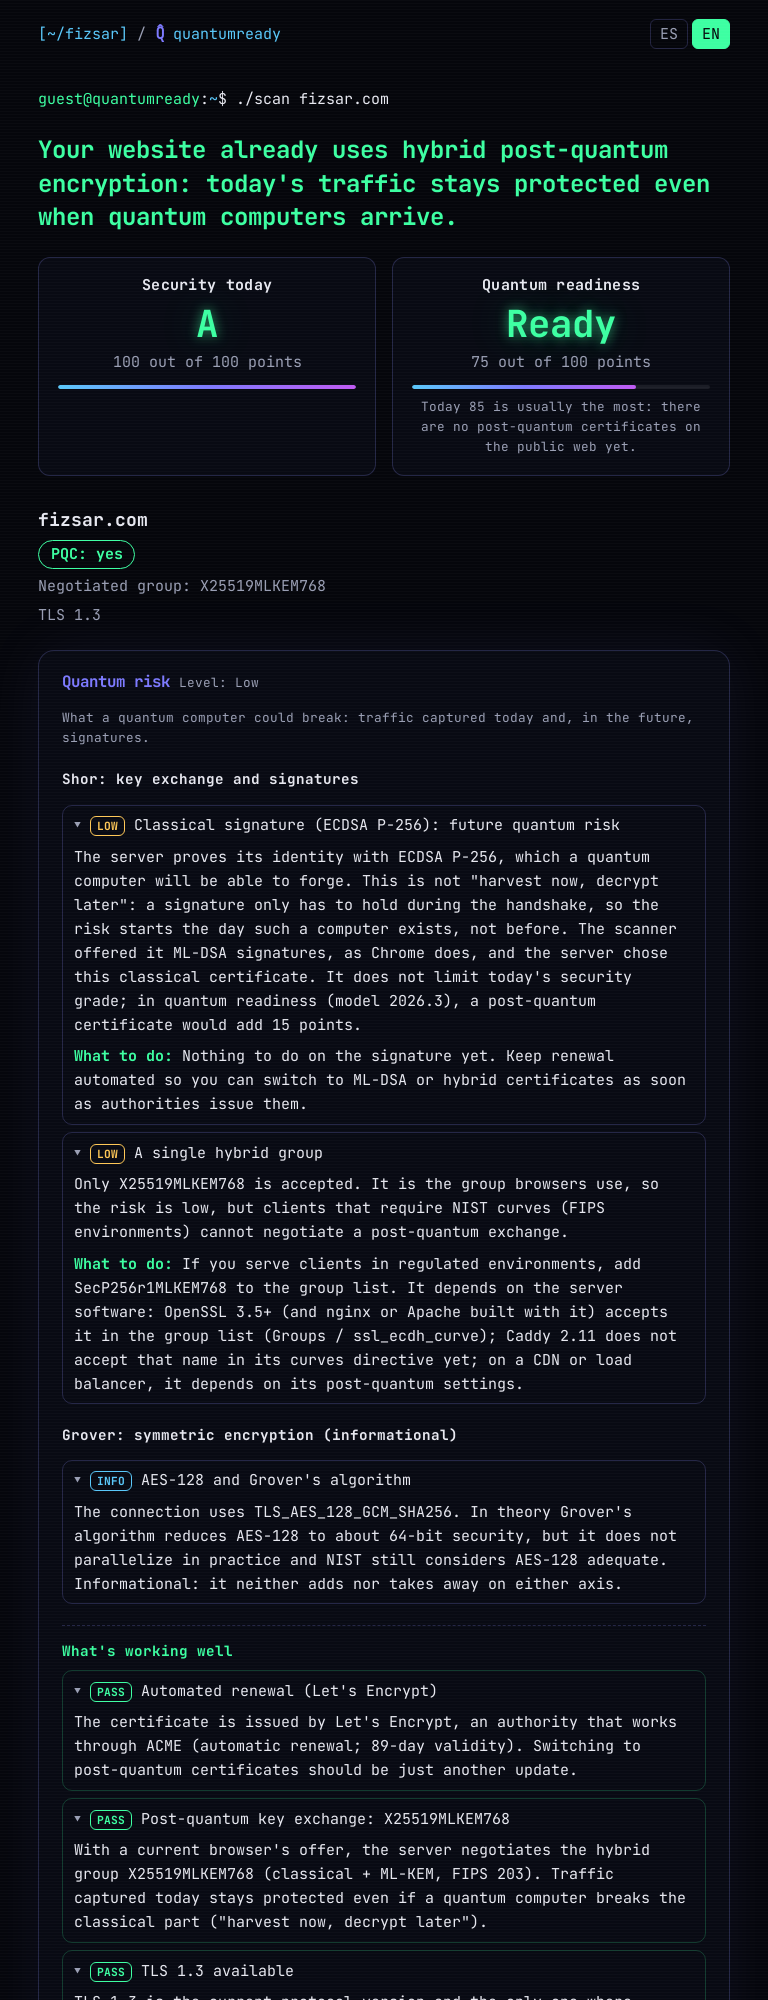 [~/fizsar] / Q̂ quantumready
ES EN
guest@quantumready:~$ ./scan fizsar.com
Your website already uses hybrid post-quantum
encryption: today's traffic stays protected even
when quantum computers arrive.
Security today
A
100 out of 100 points
Quantum readiness
Ready
75 out of 100 points
Today 85 is usually the most: there
are no post-quantum certificates on
the public web yet.
fizsar.com
PQC: yes
Negotiated group: X25519MLKEM768
TLS 1.3
Quantum risk Level: Low
What a quantum computer could break: traffic captured today and, in the future,
signatures.
Shor: key exchange and signatures
▾ LOW Classical signature (ECDSA P-256): future quantum risk
The server proves its identity with ECDSA P-256, which a quantum
computer will be able to forge. This is not "harvest now, decrypt
later": a signature only has to hold during the handshake, so the
risk starts the day such a computer exists, not before. The scanner
offered it ML-DSA signatures, as Chrome does, and the server chose
this classical certificate. It does not limit today's security
grade; in quantum readiness (model 2026.3), a post-quantum
certificate would add 15 points.
What to do: Nothing to do on the signature yet. Keep renewal
automated so you can switch to ML-DSA or hybrid certificates as soon
as authorities issue them.
▾ LOW A single hybrid group
Only X25519MLKEM768 is accepted. It is the group browsers use, so
the risk is low, but clients that require NIST curves (FIPS
environments) cannot negotiate a post-quantum exchange.
What to do: If you serve clients in regulated environments, add
SecP256r1MLKEM768 to the group list. It depends on the server
software: OpenSSL 3.5+ (and nginx or Apache built with it) accepts
it in the group list (Groups / ssl_ecdh_curve); Caddy 2.11 does not
accept that name in its curves directive yet; on a CDN or load
balancer, it depends on its post-quantum settings.
Grover: symmetric encryption (informational)
▾ INFO AES-128 and Grover's algorithm
The connection uses TLS_AES_128_GCM_SHA256. In theory Grover's
algorithm reduces AES-128 to about 64-bit security, but it does not
parallelize in practice and NIST still considers AES-128 adequate.
Informational: it neither adds nor takes away on either axis.
What's working well
▾ PASS Automated renewal (Let's Encrypt)
The certificate is issued by Let's Encrypt, an authority that works
through ACME (automatic renewal; 89-day validity). Switching to
post-quantum certificates should be just another update.
▾ PASS Post-quantum key exchange: X25519MLKEM768
With a current browser's offer, the server negotiates the hybrid
group X25519MLKEM768 (classical + ML-KEM, FIPS 203). Traffic
captured today stays protected even if a quantum computer breaks the
classical part ("harvest now, decrypt later").
▾ PASS TLS 1.3 available